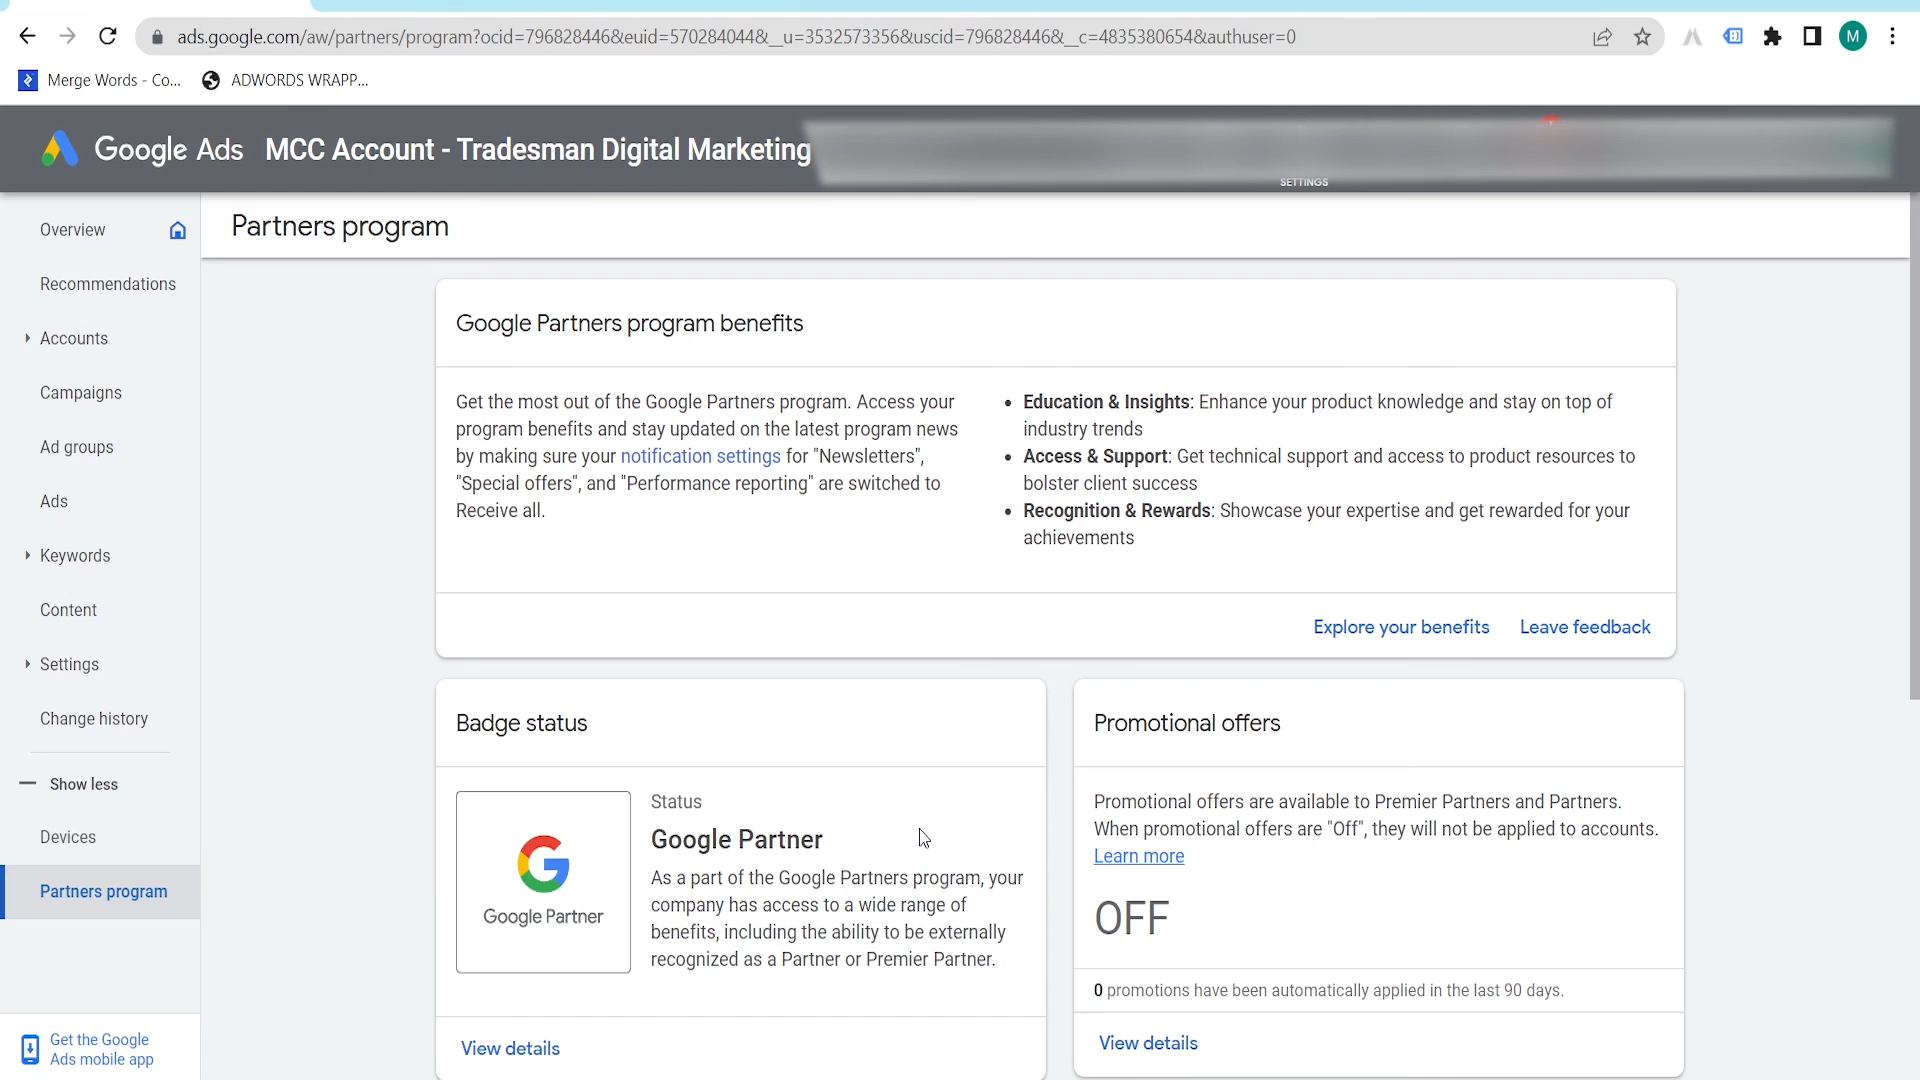 ads.google.com/aw/partners/program?ocid=796828446&euid=570284044&__u=3532573356&uscid=796828446&__c=4835380654&authuser=0
M
Merge Words - Co...
ADWORDS WRAPP...
Google Ads
MCC Account - Tradesman Digital Marketing
SETTINGS
Overview
Recommendations
Accounts
Campaigns
Ad groups
Ads
Keywords
Content
Settings
Change history
Show less
Devices
Partners program
Get the Google
Ads mobile app
Partners program
Google Partners program benefits
Get the most out of the Google Partners program. Access your
program benefits and stay updated on the latest program news
by making sure your notification settings for "Newsletters",
"Special offers", and "Performance reporting" are switched to
Receive all.
• Education & Insights: Enhance your product knowledge and stay on top of
industry trends
• Access & Support: Get technical support and access to product resources to
bolster client success
• Recognition & Rewards: Showcase your expertise and get rewarded for your
achievements
Explore your benefits
Leave feedback
Badge status
Google Partner
Status
Google Partner
As a part of the Google Partners program, your
company has access to a wide range of
benefits, including the ability to be externally
recognized as a Partner or Premier Partner.
View details
Promotional offers
Promotional offers are available to Premier Partners and Partners.
When promotional offers are "Off", they will not be applied to accounts.
Learn more
OFF
0 promotions have been automatically applied in the last 90 days.
View details